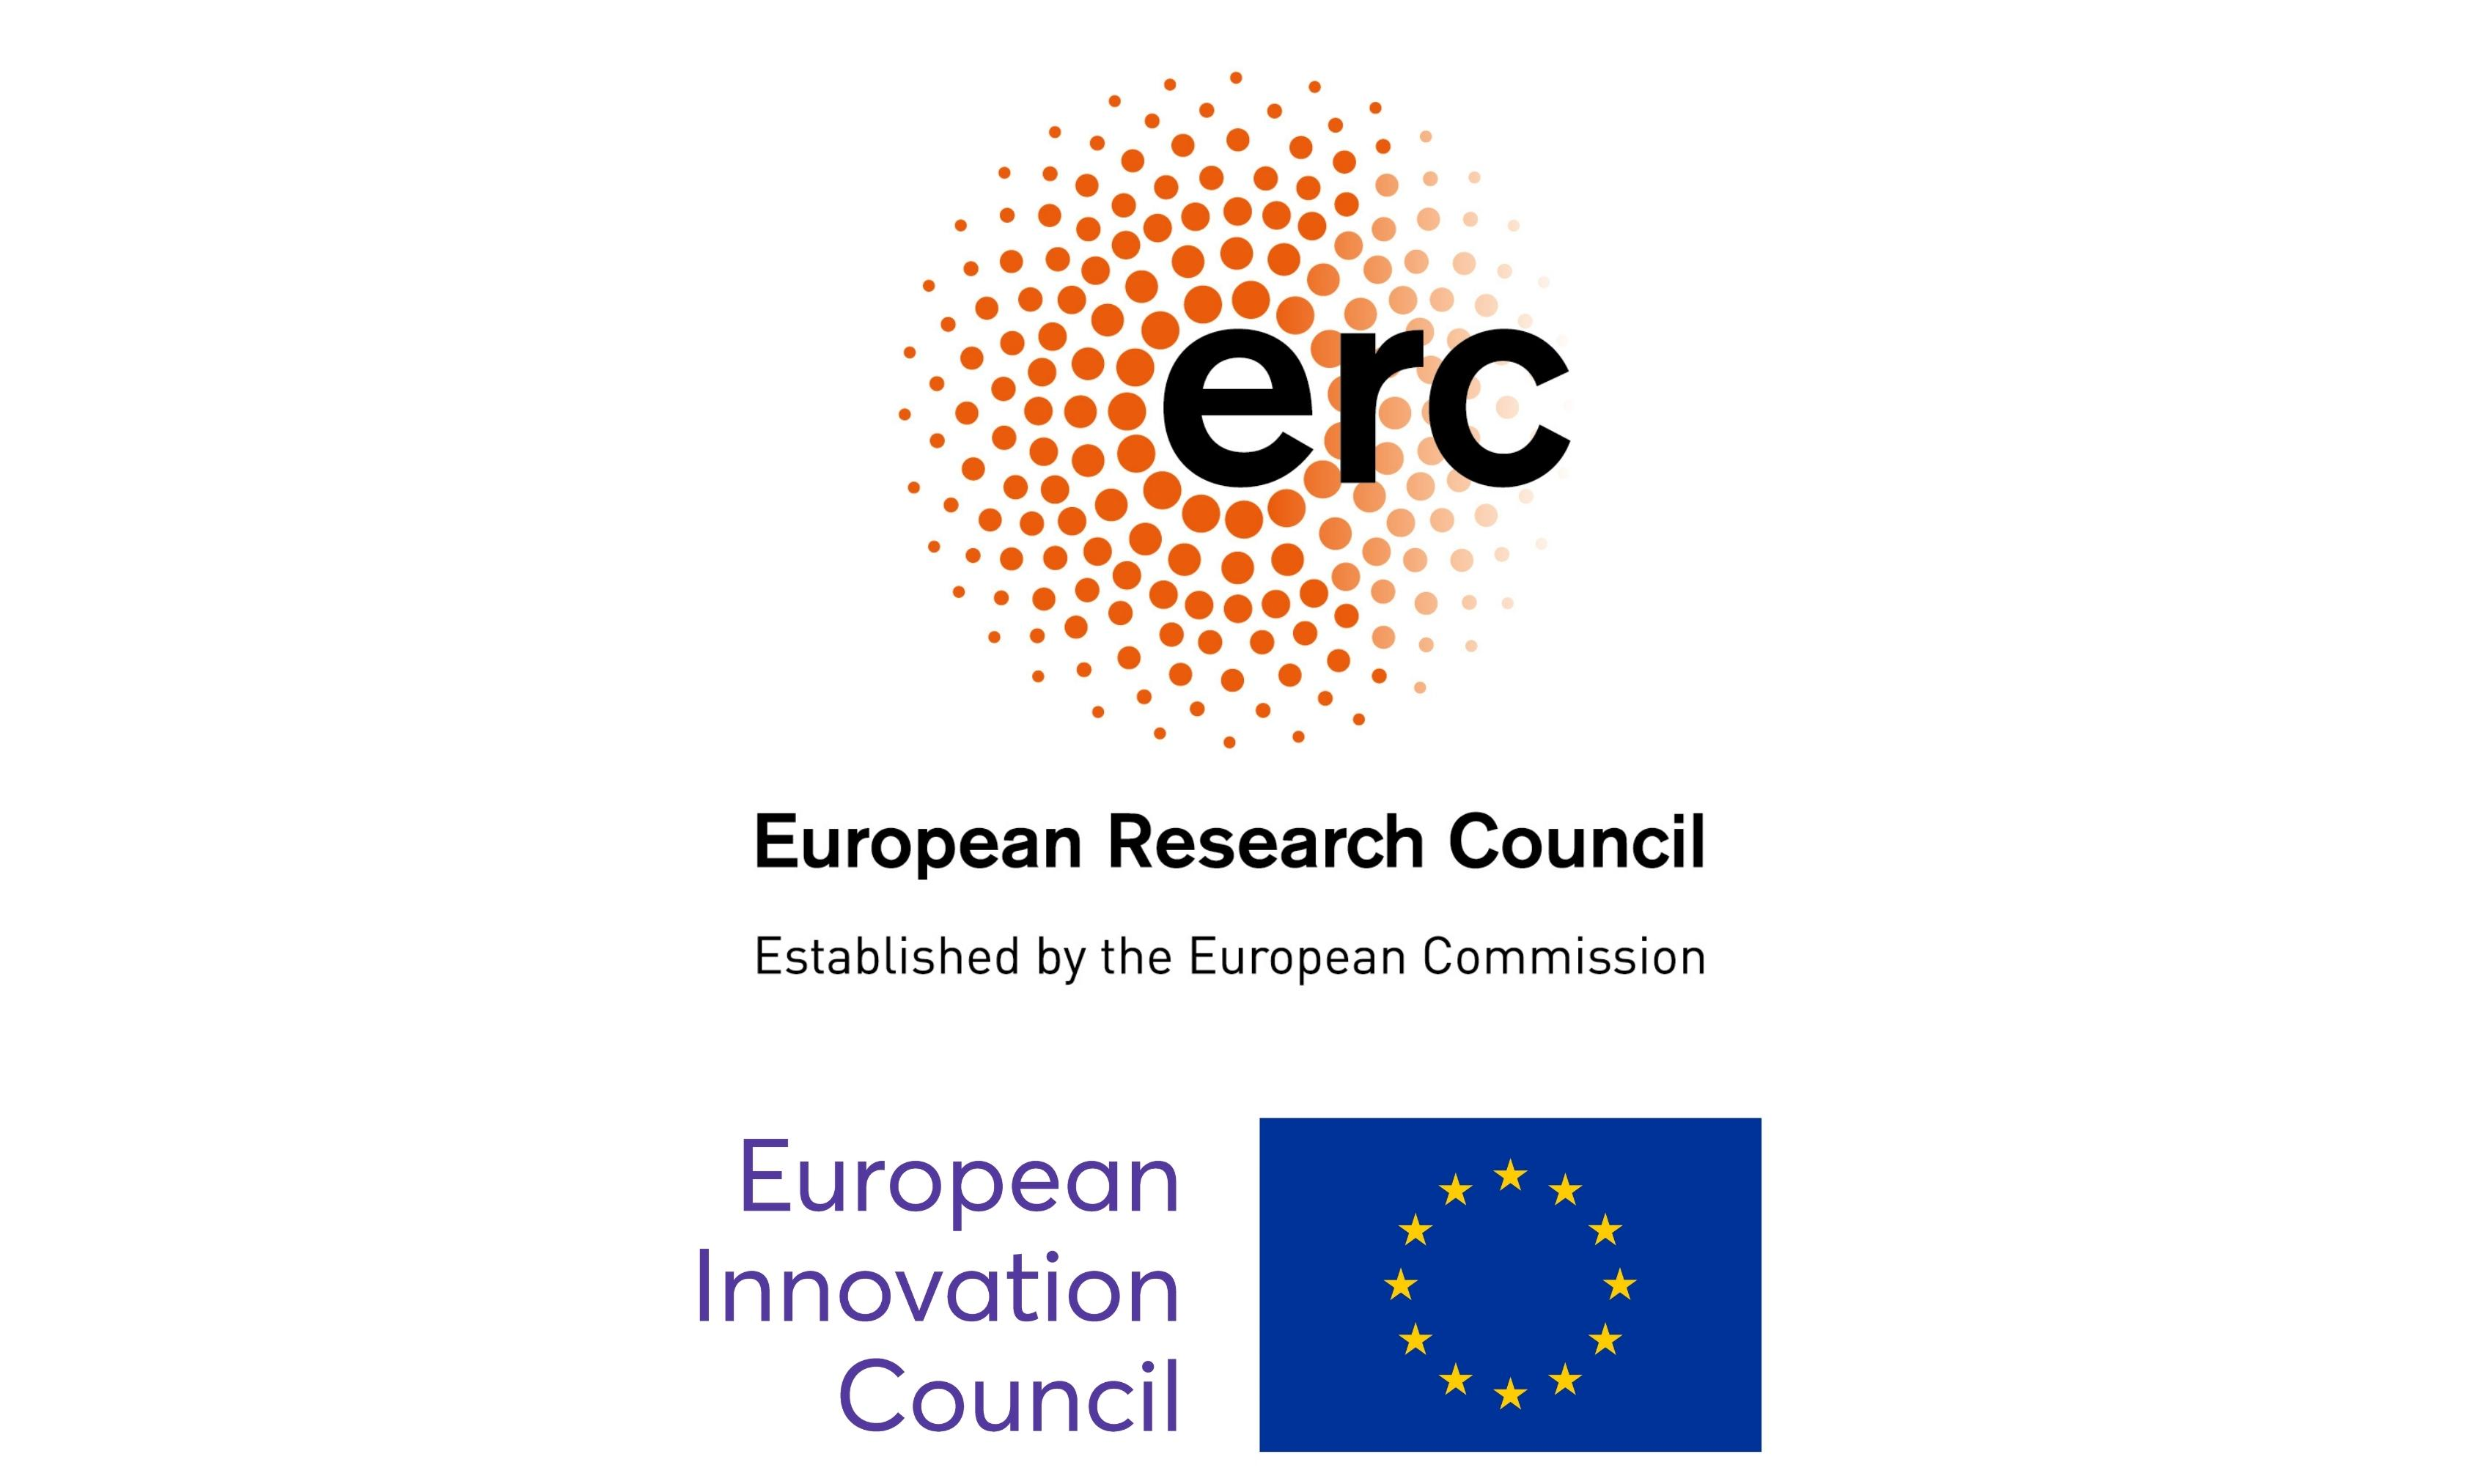 erc
European Research Council
Established by the European Commission
European
Innovation
Council